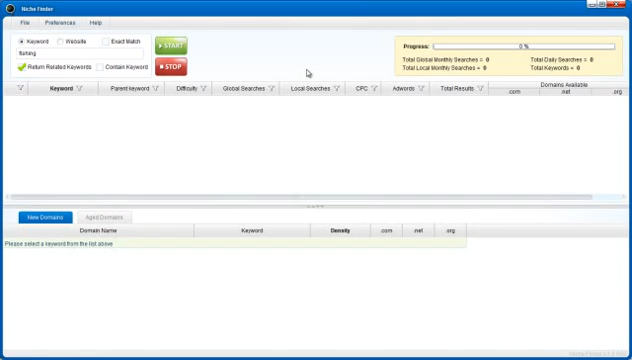 Niche Finder
File Preferences Help
Keyword Website Exact Match
fishing
Return Related Keywords Contain Keyword
START
STOP
Progress: 0 %
Total Global Monthly Searches = 0 Total Daily Searches = 0
Total Local Monthly Searches = 0 Total Keywords = 0
Keyword Parent keyword Difficulty Global Searches Local Searches CPC Adwords Total Results Domains Available
.com .net .org
New Domains Aged Domains
Domain Name Keyword Density .com .net .org
Please select a keyword from the list above